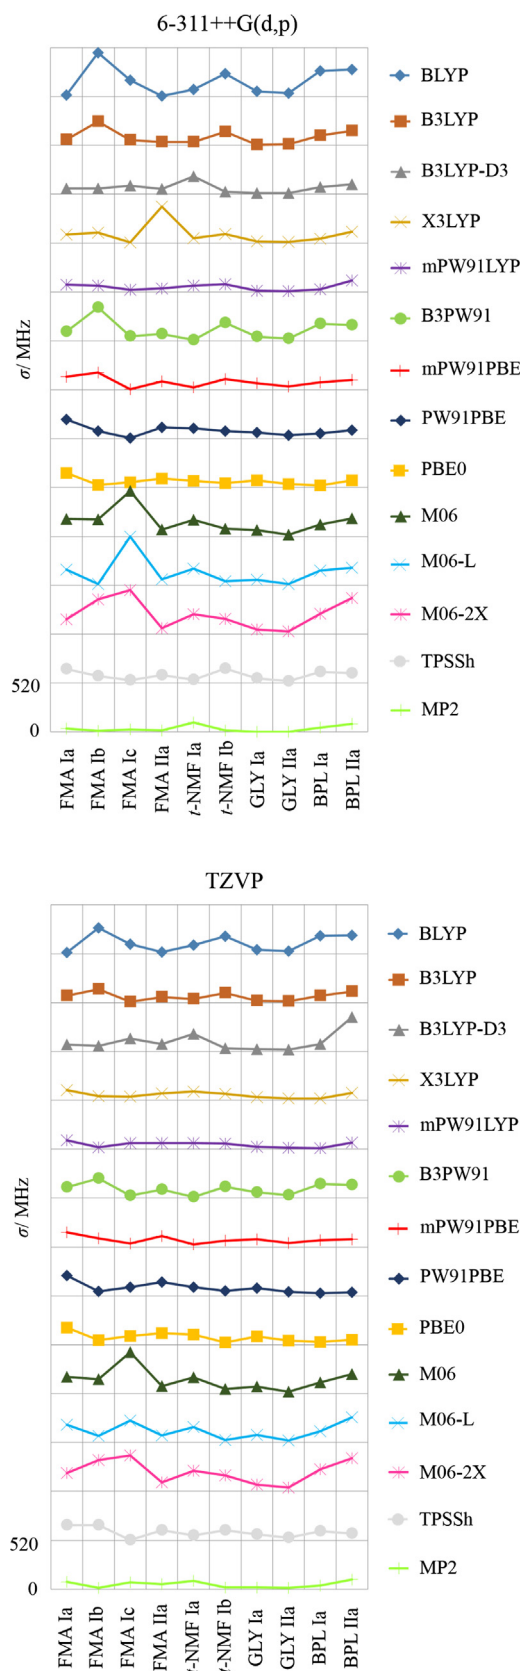 6-311++G(d,p)
BLYP
B3LYP
B3LYP-D3
X3LYP
mPW91LYP
B3PW91
σ/ MHz
mPW91PBE
PW91PBE
PBE0
M06
M06-L
M06-2X
TPSSh
520
MP2
0
FMA Ia
FMA Ib
FMA Ic
FMA IIa
t-NMF Ia
t-NMF Ib
GLY Ia
GLY IIa
BPL Ia
BPL IIa
TZVP
BLYP
B3LYP
B3LYP-D3
X3LYP
mPW91LYP
B3PW91
σ/ MHz
mPW91PBE
PW91PBE
PBE0
M06
M06-L
M06-2X
TPSSh
520
MP2
0
FMA Ia
FMA Ib
FMA Ic
FMA IIa
t-NMF Ia
t-NMF Ib
GLY Ia
GLY IIa
BPL Ia
BPL IIa